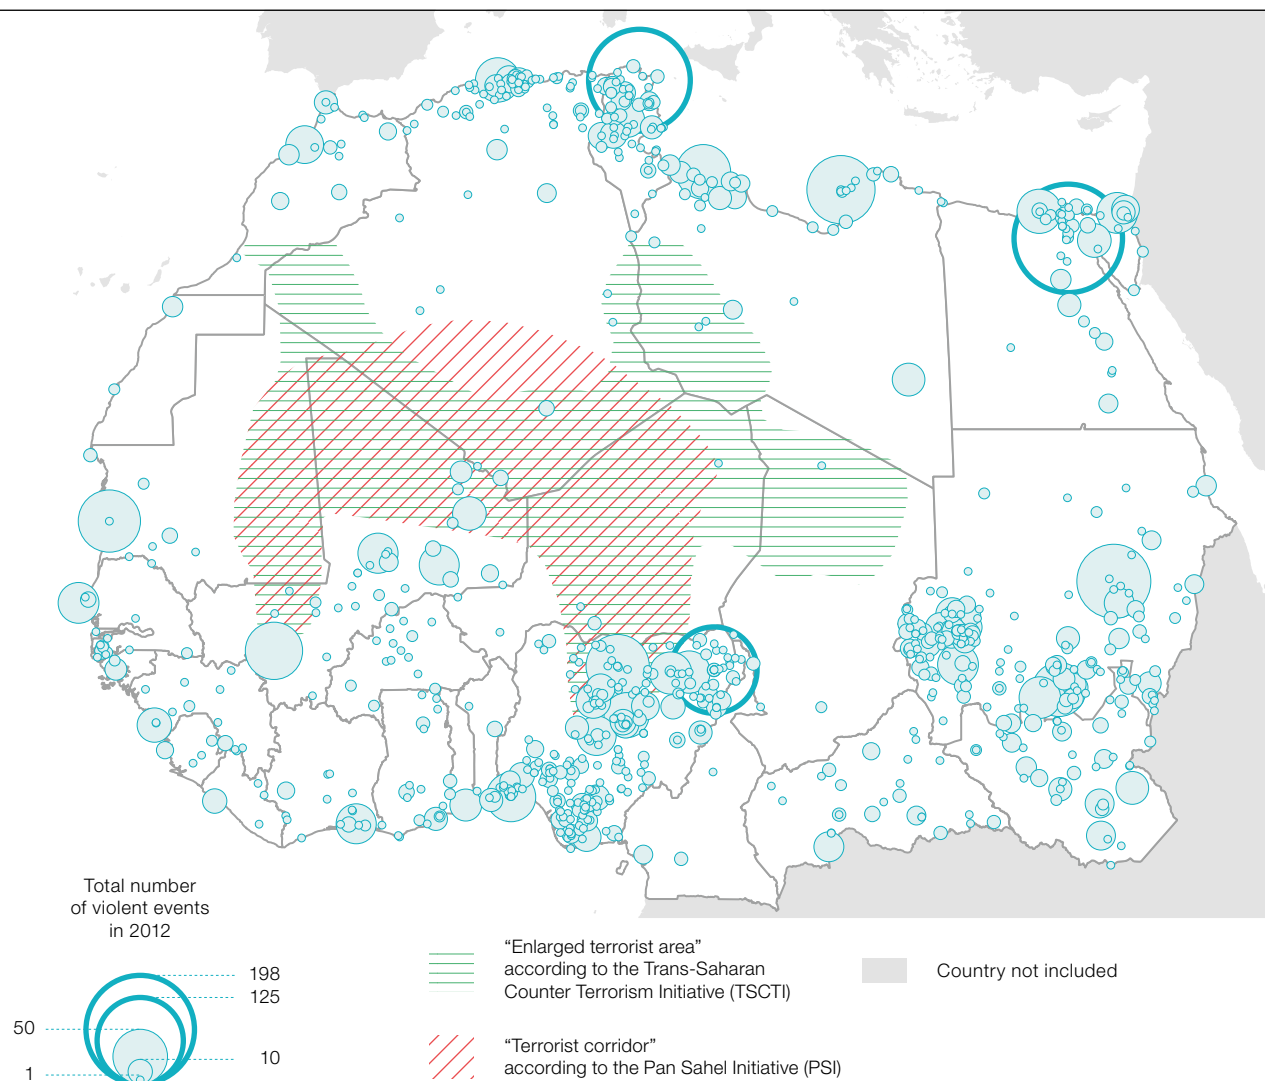 Total number
of violent events
in 2012
198
125
50
10
1
“Enlarged terrorist area”
according to the Trans-Saharan
Counter Terrorism Initiative (TSCTI)
“Terrorist corridor”
according to the Pan Sahel Initiative (PSI)
Country not included